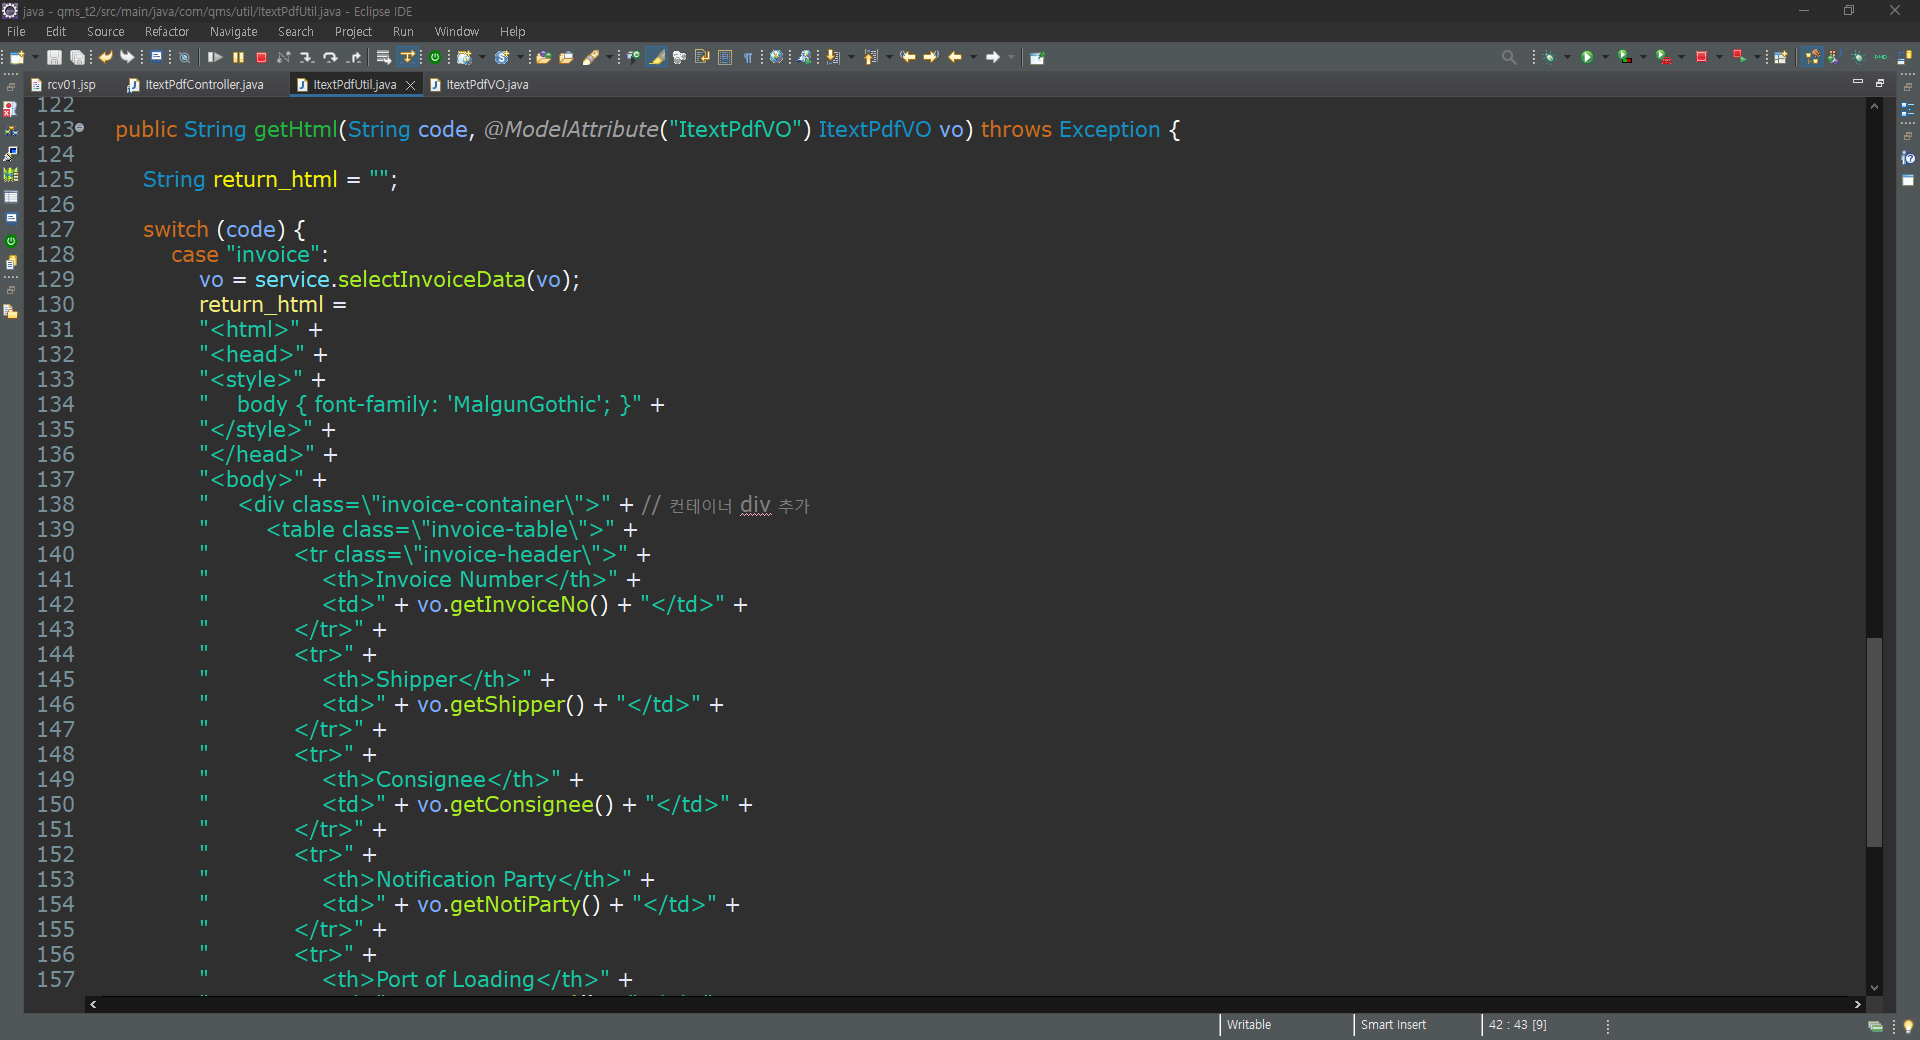 java - qms_t2/src/main/java/com/qms/util/ItextPdfUtil.java - Eclipse IDE
File Edit Source Refactor Navigate Search Project Run Window Help
rcv01.jsp ItextPdfController.java ItextPdfUtil.java ItextPdfVO.java
122
123 public String getHtml(String code, @ModelAttribute("ItextPdfVO") ItextPdfVO vo) throws Exception {
124
125 String return_html = "";
126
127 switch (code) {
128 case "invoice":
129 vo = service.selectInvoiceData(vo);
130 return_html =
131 "<html>" +
132 "<head>" +
133 "<style>" +
134 " body { font-family: 'MalgunGothic'; }" +
135 "</style>" +
136 "</head>" +
137 "<body>" +
138 " <div class=\"invoice-container\">" + // 컨테이너 div 추가
139 " <table class=\"invoice-table\">" +
140 " <tr class=\"invoice-header\">" +
141 " <th>Invoice Number</th>" +
142 " <td>" + vo.getInvoiceNo() + "</td>" +
143 " </tr>" +
144 " <tr>" +
145 " <th>Shipper</th>" +
146 " <td>" + vo.getShipper() + "</td>" +
147 " </tr>" +
148 " <tr>" +
149 " <th>Consignee</th>" +
150 " <td>" + vo.getConsignee() + "</td>" +
151 " </tr>" +
152 " <tr>" +
153 " <th>Notification Party</th>" +
154 " <td>" + vo.getNotiParty() + "</td>" +
155 " </tr>" +
156 " <tr>" +
157 " <th>Port of Loading</th>" +
Writable Smart Insert 42 : 43 [9]